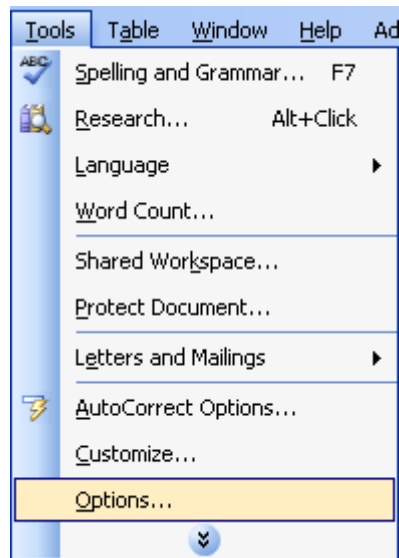 Tools Table Window Help Ad
ABC Spelling and Grammar... F7
Research... Alt+Click
Language
Word Count...
Shared Workspace...
Protect Document...
Letters and Mailings
AutoCorrect Options...
Customize...
Options...